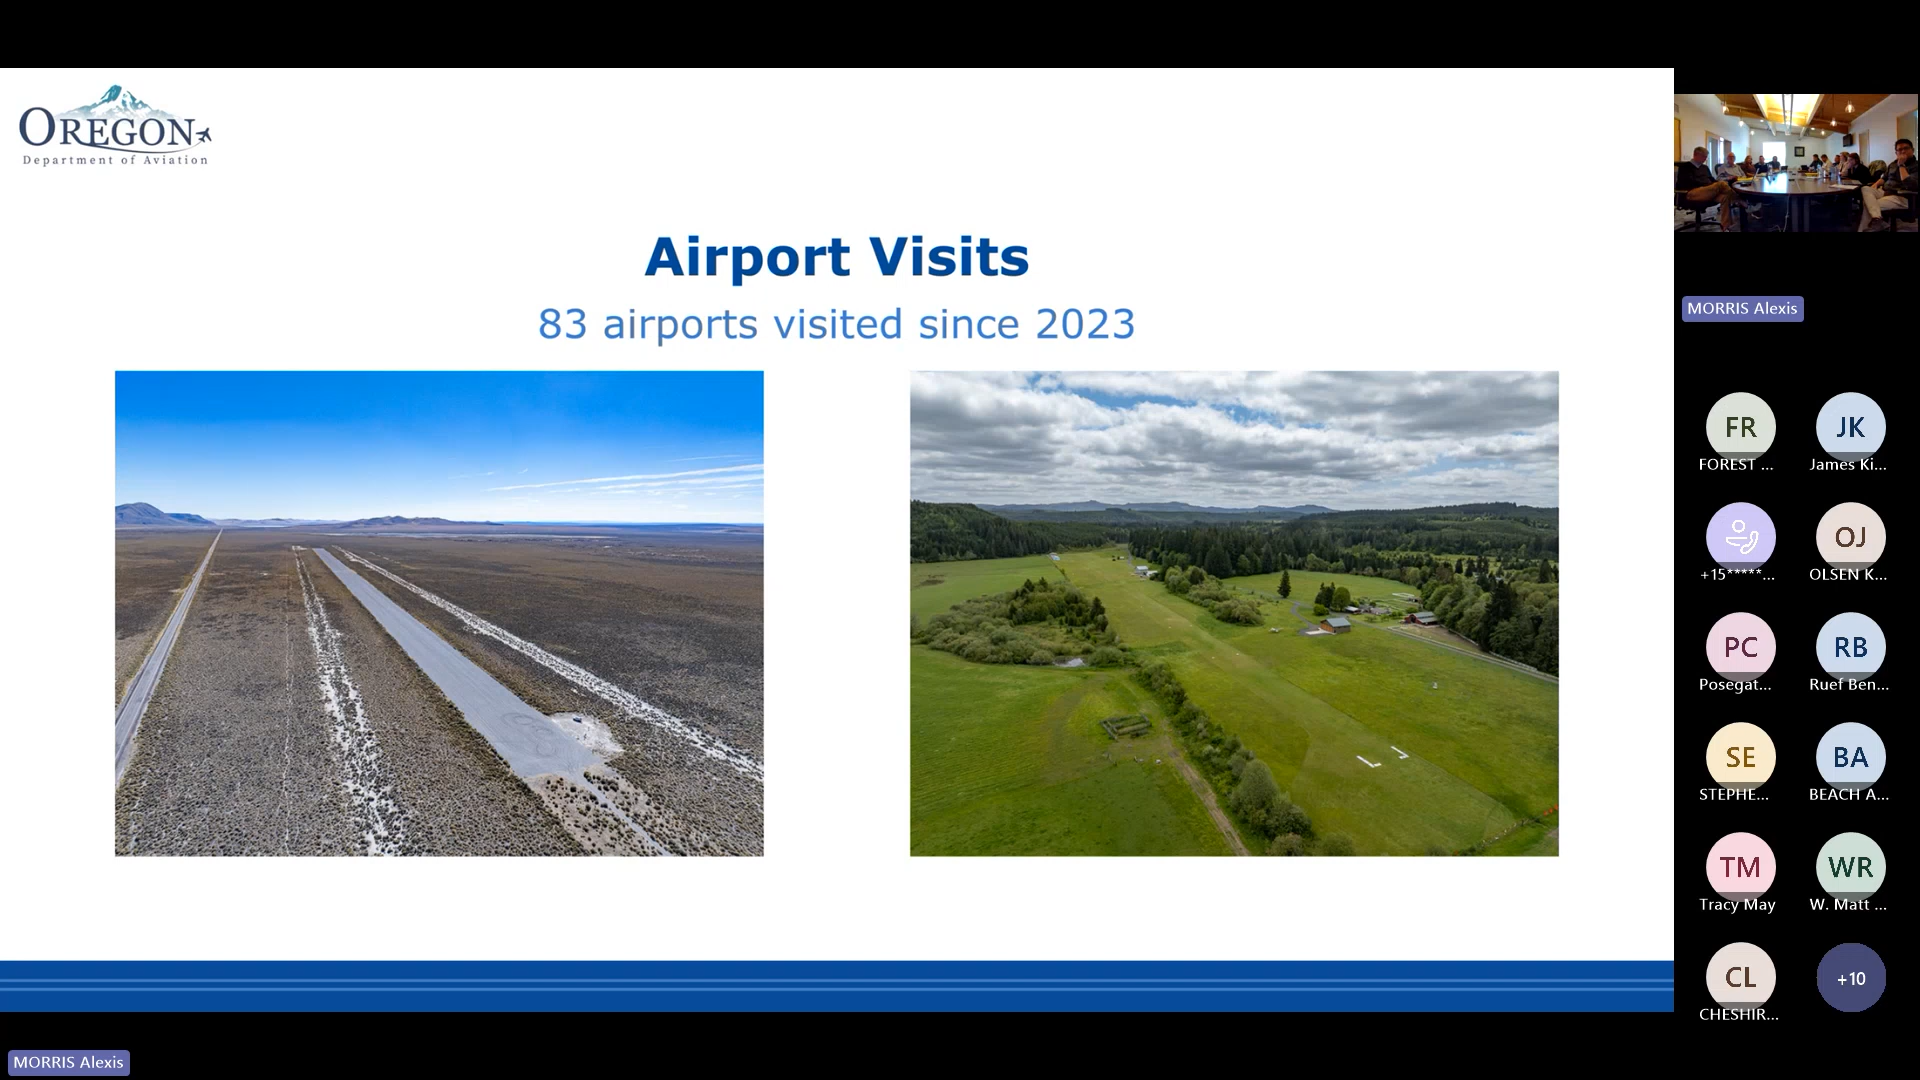 OREGON
Department of Aviation
Airport Visits
83 airports visited since 2023
MORRIS Alexis
FR
FOREST ...
JK
James Ki...
+15*****...
OJ
OLSEN K...
PC
Posegat...
RB
Ruef Ben...
SE
STEPHE...
BA
BEACH A...
TM
Tracy May
WR
W. Matt ...
CL
CHESHIR...
+10
MORRIS Alexis